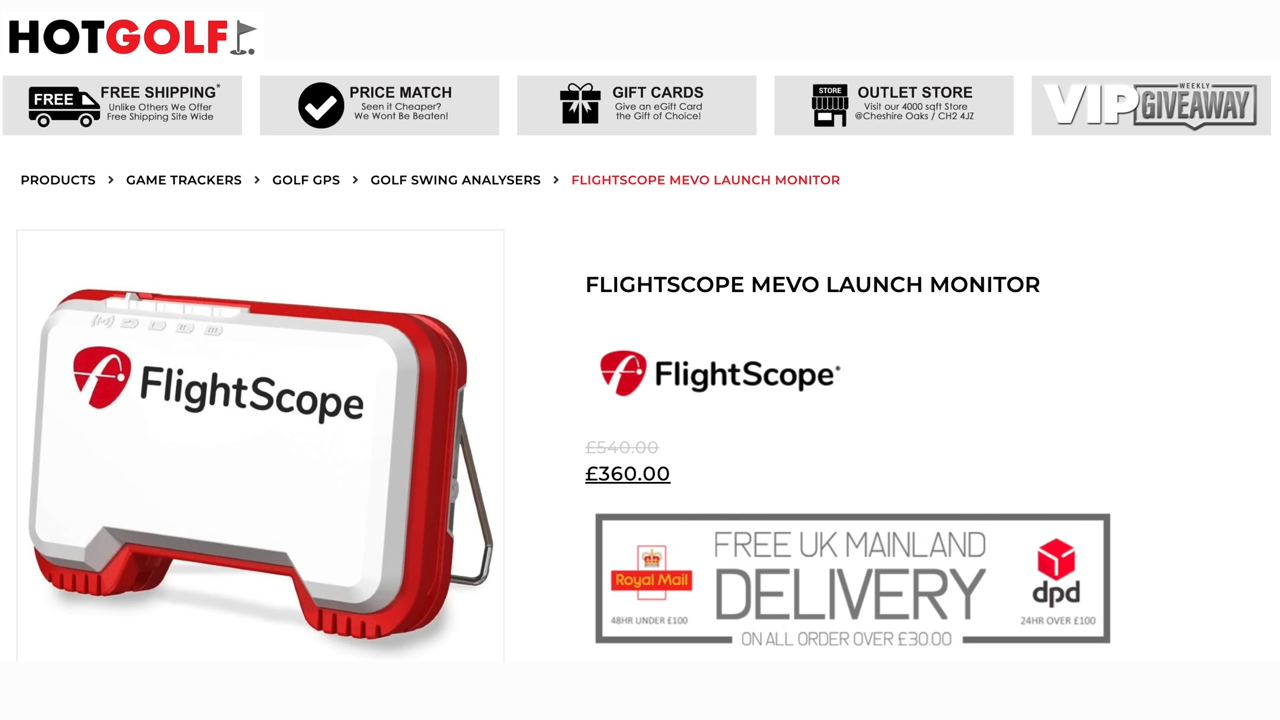 HOTGOLF
FREE
FREE SHIPPING*
Unlike Others We Offer
Free Shipping Site Wide
PRICE MATCH
Seen it Cheaper?
We Wont Be Beaten!
GIFT CARDS
Give an eGift Card
the Gift of Choice!
STORE
OUTLET STORE
Visit our 4000 sqft Store
@Cheshire Oaks / CH2 4JZ
VIP
WEEKLY
GIVEAWAY
PRODUCTS > GAME TRACKERS > GOLF GPS > GOLF SWING ANALYSERS > FLIGHTSCOPE MEVO LAUNCH MONITOR
FlightScope
FLIGHTSCOPE MEVO LAUNCH MONITOR
FlightScope®
£540.00
£360.00
Royal Mail
48HR UNDER £100
FREE UK MAINLAND
DELIVERY
ON ALL ORDER OVER £30.00
dpd
24HR OVER £100